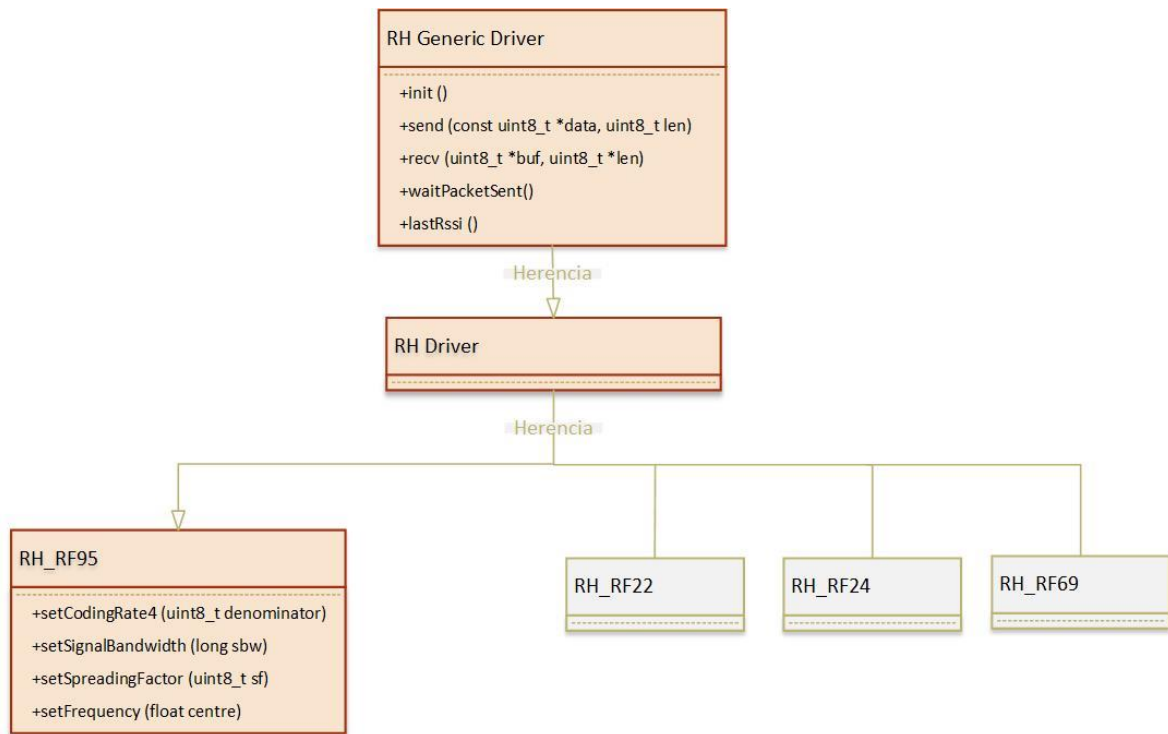 RH Generic Driver
+init ()
+send (const uint8_t *data, uint8_t len)
+recv (uint8_t *buf, uint8_t *len)
+waitPacketSent()
+lastRssi ()
Herencia
RH Driver
Herencia
RH_RF95
+setCodingRate4 (uint8_t denominator)
+setSignalBandwidth (long sbw)
+setSpreadingFactor (uint8_t sf)
+setFrequency (float centre)
RH_RF22
RH_RF24
RH_RF69